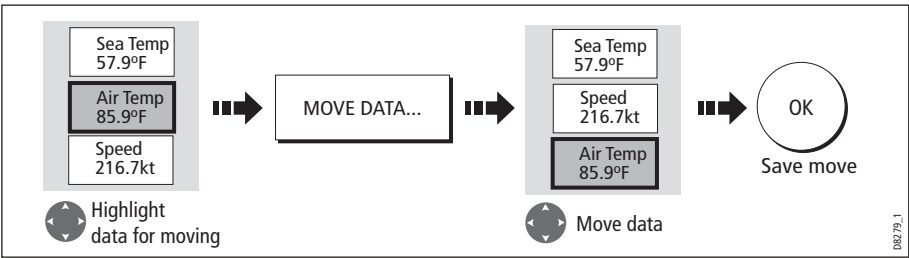 Sea Temp
57.9ºF
Air Temp
85.9ºF
Speed
216.7kt
Highlight
data for moving
MOVE DATA...
Sea Temp
57.9ºF
Speed
216.7kt
Air Temp
85.9ºF
Move data
OK
Save move
D8279_1